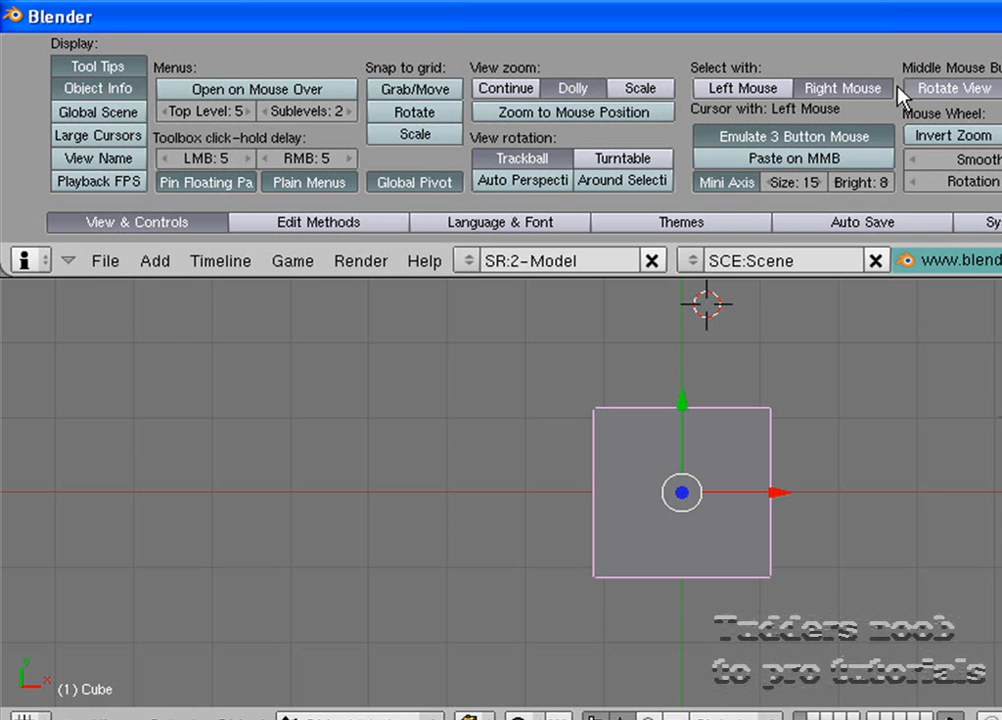 Blender
Display:
Tool Tips
Object Info
Global Scene
Large Cursors
View Name
Playback FPS
Menus:
Open on Mouse Over
Top Level: 5 Sublevels: 2
Toolbox click-hold delay:
LMB: 5 RMB: 5
Pin Floating Pa Plain Menus
Snap to grid:
Grab/Move
Rotate
Scale
Global Pivot
View zoom:
Continue Dolly Scale
Zoom to Mouse Position
View rotation:
Trackball Turntable
Auto Perspecti Around Selecti
Select with:
Left Mouse Right Mouse
Cursor with: Left Mouse
Emulate 3 Button Mouse
Paste on MMB
Mini Axis Size: 15 Bright: 8
Middle Mouse Bu
Rotate View
Mouse Wheel:
Invert Zoom
Smooth
Rotation
View & Controls Edit Methods Language & Font Themes Auto Save Sy
File Add Timeline Game Render Help SR:2-Model SCE:Scene www.blend
Tudders noob
to pro tutorials
y
x
(1) Cube